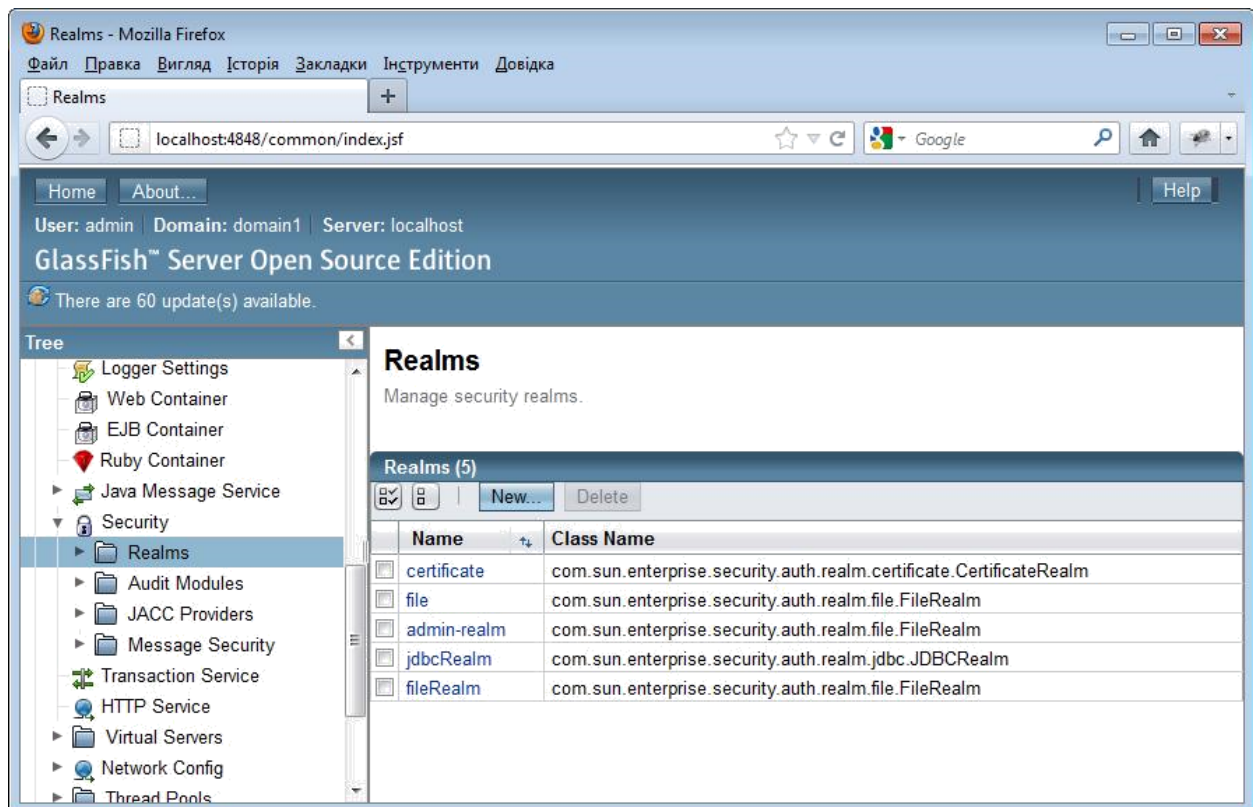 Realms - Mozilla Firefox
Файл Правка Вигляд Історія Закладки Інструменти Довідка
Realms
localhost:4848/common/index.jsf Google
Home About... Help
User: admin Domain: domain1 Server: localhost
GlassFish™ Server Open Source Edition
There are 60 update(s) available.
Tree
Logger Settings
Web Container
EJB Container
Ruby Container
Java Message Service
Security
Realms
Audit Modules
JACC Providers
Message Security
Transaction Service
HTTP Service
Virtual Servers
Network Config
Thread Pools
Realms
Manage security realms.
Realms (5)
New... Delete
Name Class Name
certificate com.sun.enterprise.security.auth.realm.certificate.CertificateRealm
file com.sun.enterprise.security.auth.realm.file.FileRealm
admin-realm com.sun.enterprise.security.auth.realm.file.FileRealm
jdbcRealm com.sun.enterprise.security.auth.realm.jdbc.JDBCRealm
fileRealm com.sun.enterprise.security.auth.realm.file.FileRealm